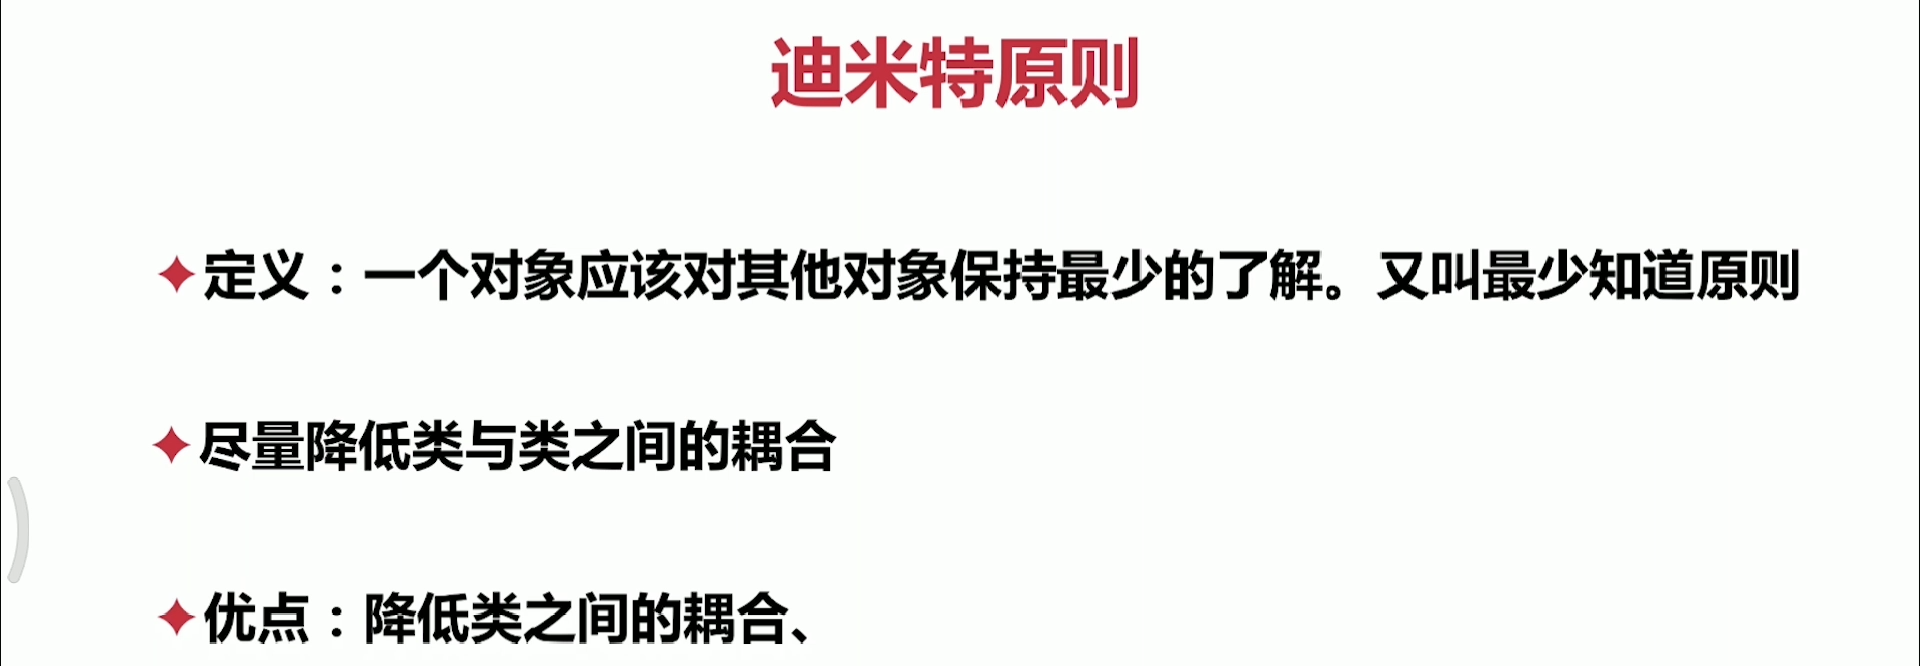 迪米特原则
定义：一个对象应该对其他对象保持最少的了解。又叫最少知道原则
尽量降低类与类之间的耦合
优点：降低类之间的耦合、